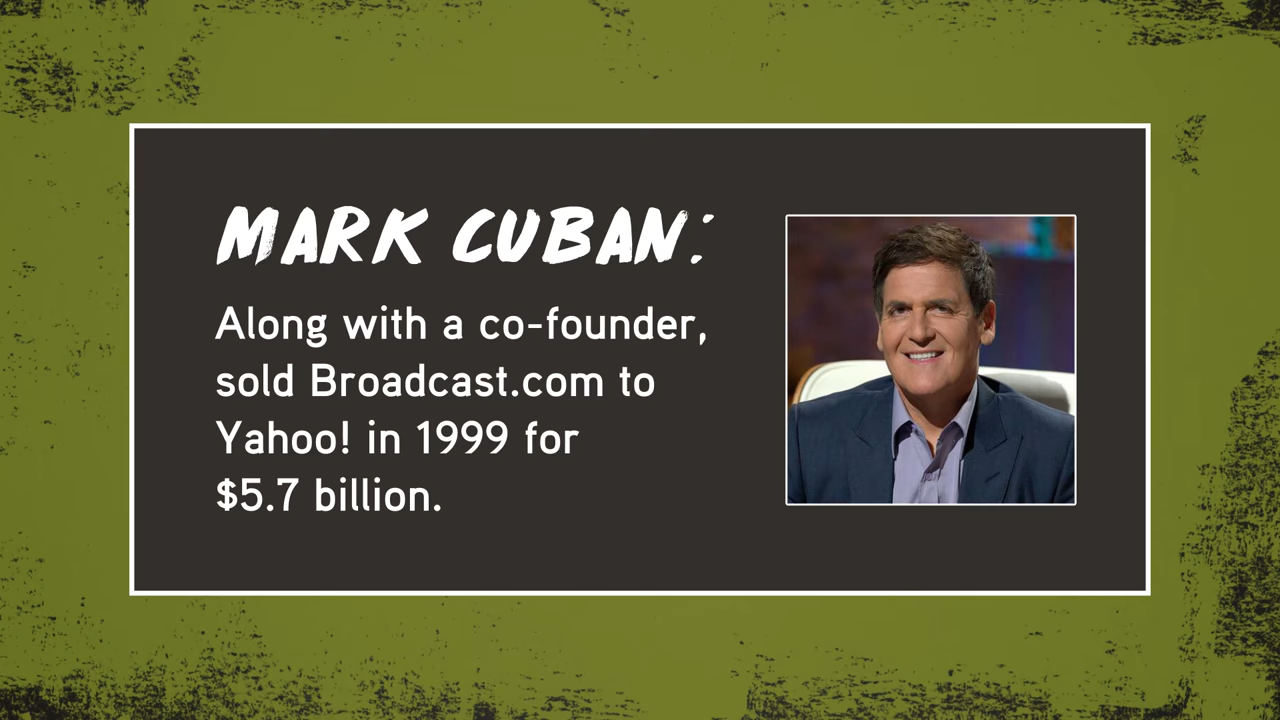 MARK CUBAN:
Along with a co-founder,
sold Broadcast.com to
Yahoo! in 1999 for
$5.7 billion.